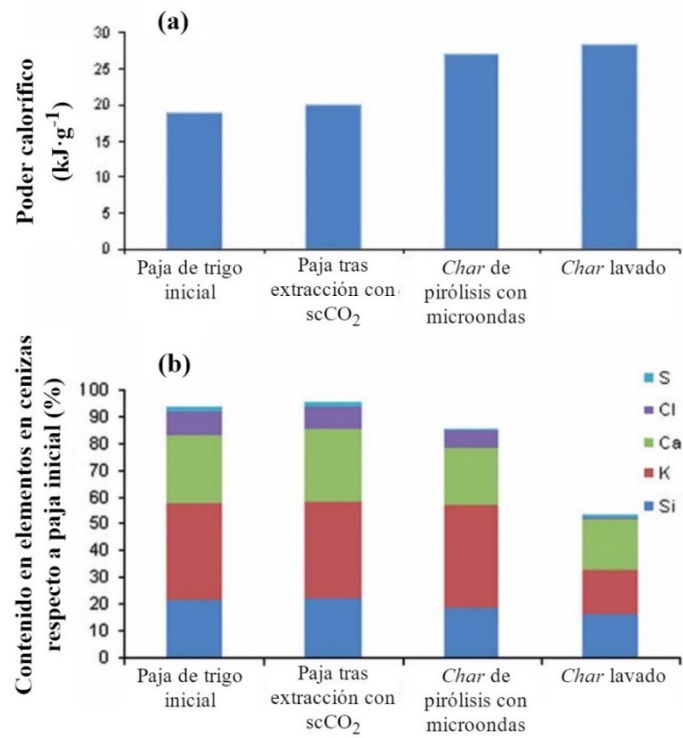 (a)
Poder calorífico
(kJ·g⁻¹)
30
25
20
15
10
5
0
Paja de trigo
inicial
Paja tras
extracción con
scCO₂
Char de
pirólisis con
microondas
Char lavado
(b)
Contenido en elementos en cenizas
respecto a paja inicial (%)
100
90
80
70
60
50
40
30
20
10
0
S
Cl
Ca
K
Si
Paja de trigo
inicial
Paja tras
extracción con
scCO₂
Char de
pirólisis con
microondas
Char lavado